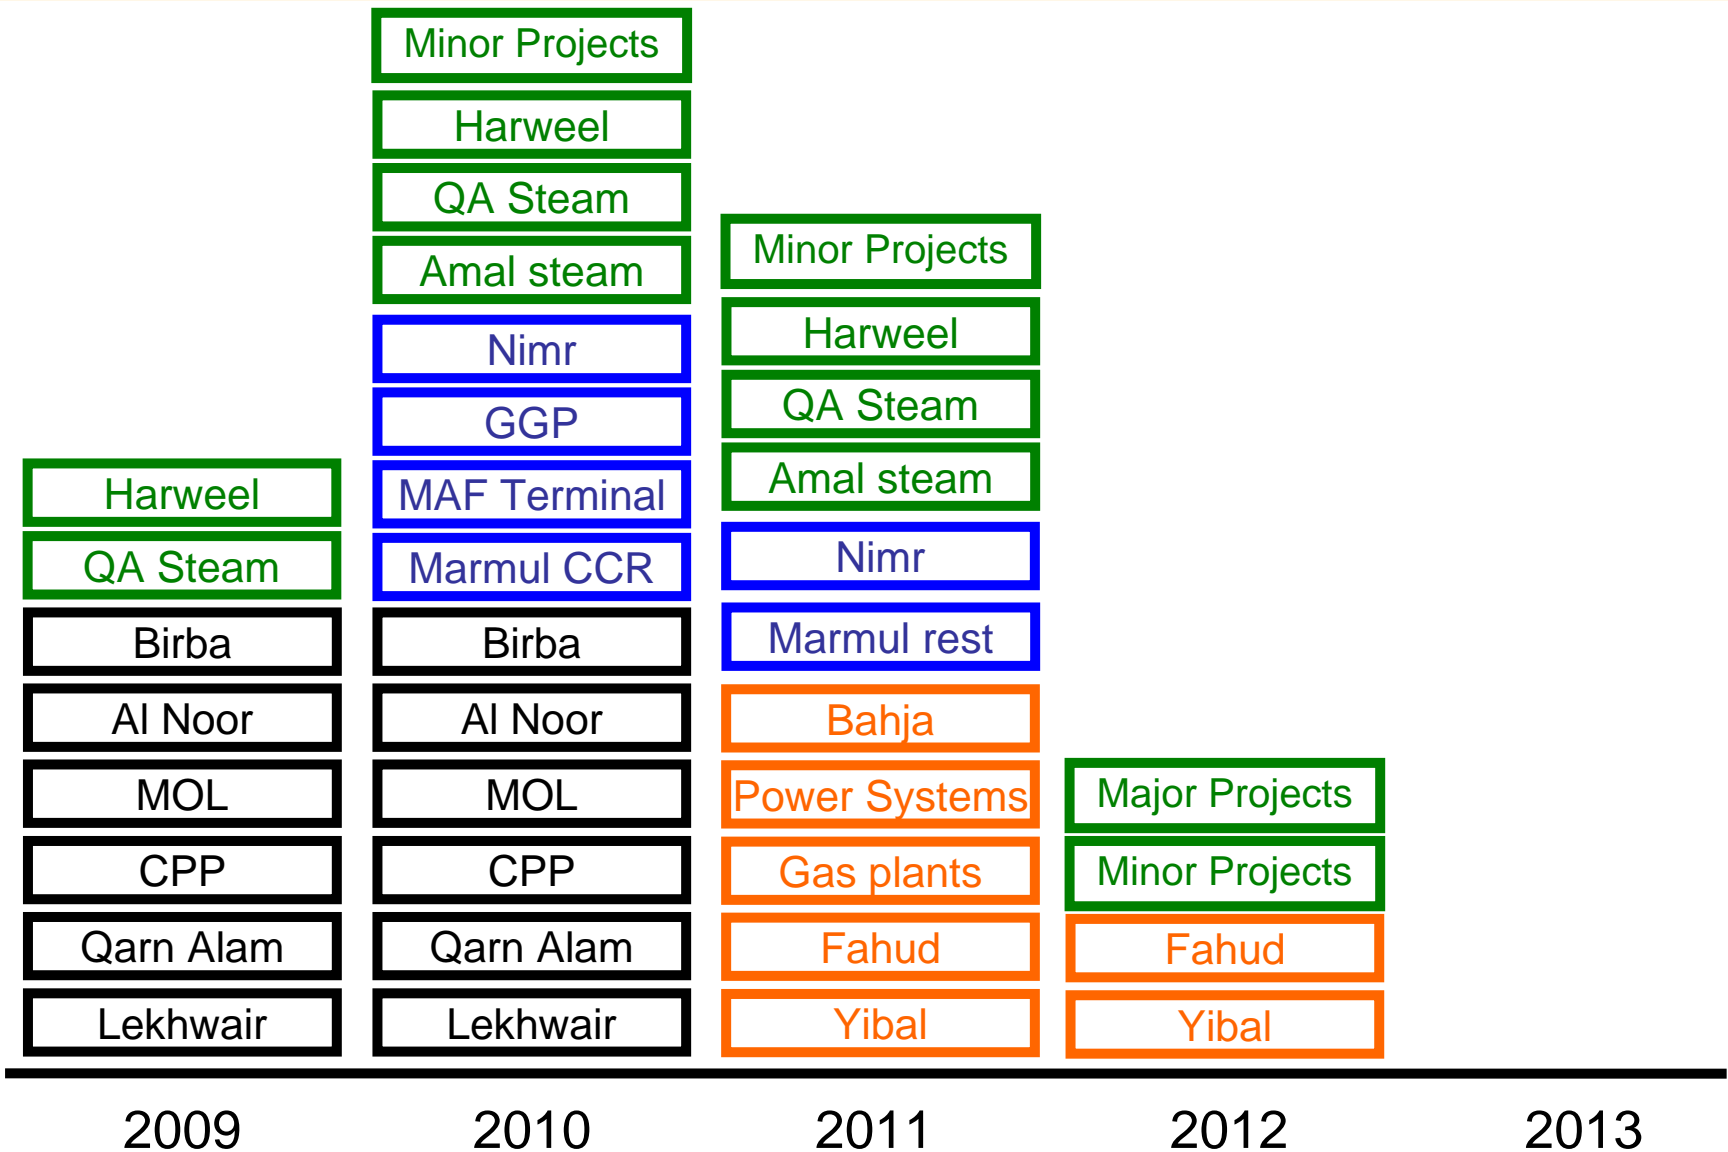 Harweel
QA Steam
Birba
Al Noor
MOL
CPP
Qarn Alam
Lekhwair
Minor Projects
Harweel
QA Steam
Amal steam
Nimr
GGP
MAF Terminal
Marmul CCR
Birba
Al Noor
MOL
CPP
Qarn Alam
Lekhwair
Minor Projects
Harweel
QA Steam
Amal steam
Nimr
Marmul rest
Bahja
Power Systems
Gas plants
Fahud
Yibal
Major Projects
Minor Projects
Fahud
Yibal
2009 2010 2011 2012 2013